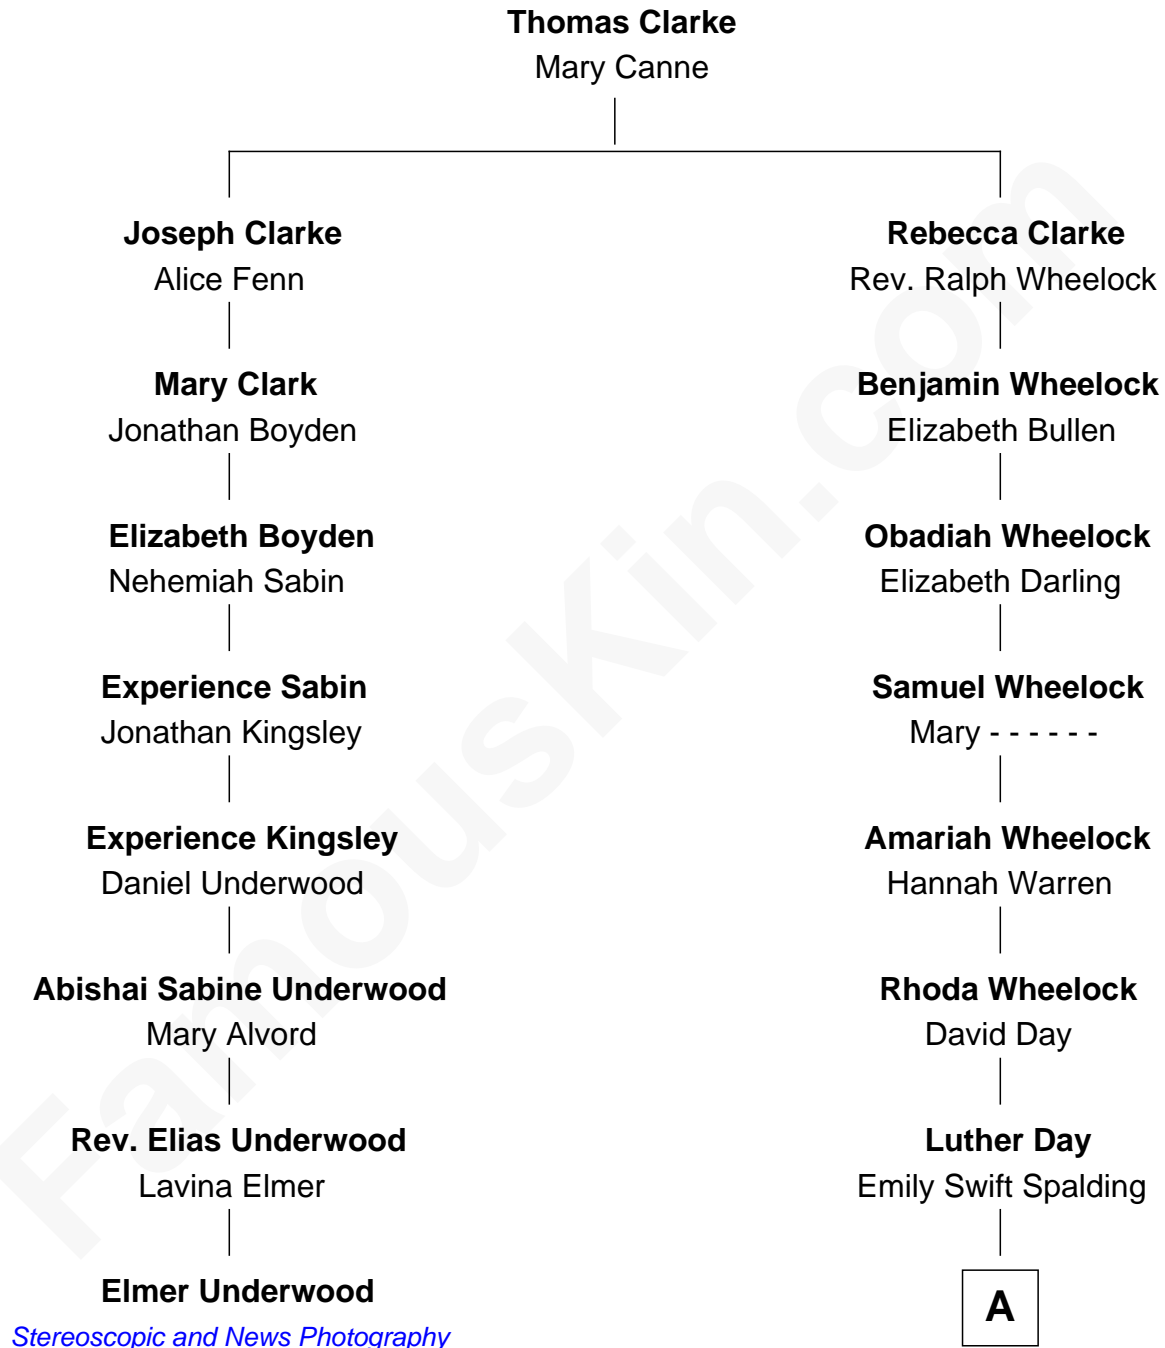 Thomas Clarke
Mary Canne
Joseph Clarke
Alice Fenn
Rebecca Clarke
Rev. Ralph Wheelock
Mary Clark
Jonathan Boyden
Benjamin Wheelock
Elizabeth Bullen
Elizabeth Boyden
Nehemiah Sabin
Obadiah Wheelock
Elizabeth Darling
Experience Sabin
Jonathan Kingsley
Samuel Wheelock
Mary - - - - - -
Experience Kingsley
Daniel Underwood
Amariah Wheelock
Hannah Warren
Abishai Sabine Underwood
Mary Alvord
Rhoda Wheelock
David Day
Rev. Elias Underwood
Lavina Elmer
Luther Day
Emily Swift Spalding
Elmer Underwood
Stereoscopic and News Photography
A
FamousKin.com